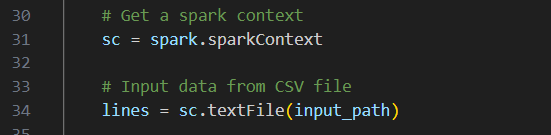 30 # Get a spark context
31 sc = spark.sparkContext
32
33 # Input data from CSV file
34 lines = sc.textFile(input_path)
35